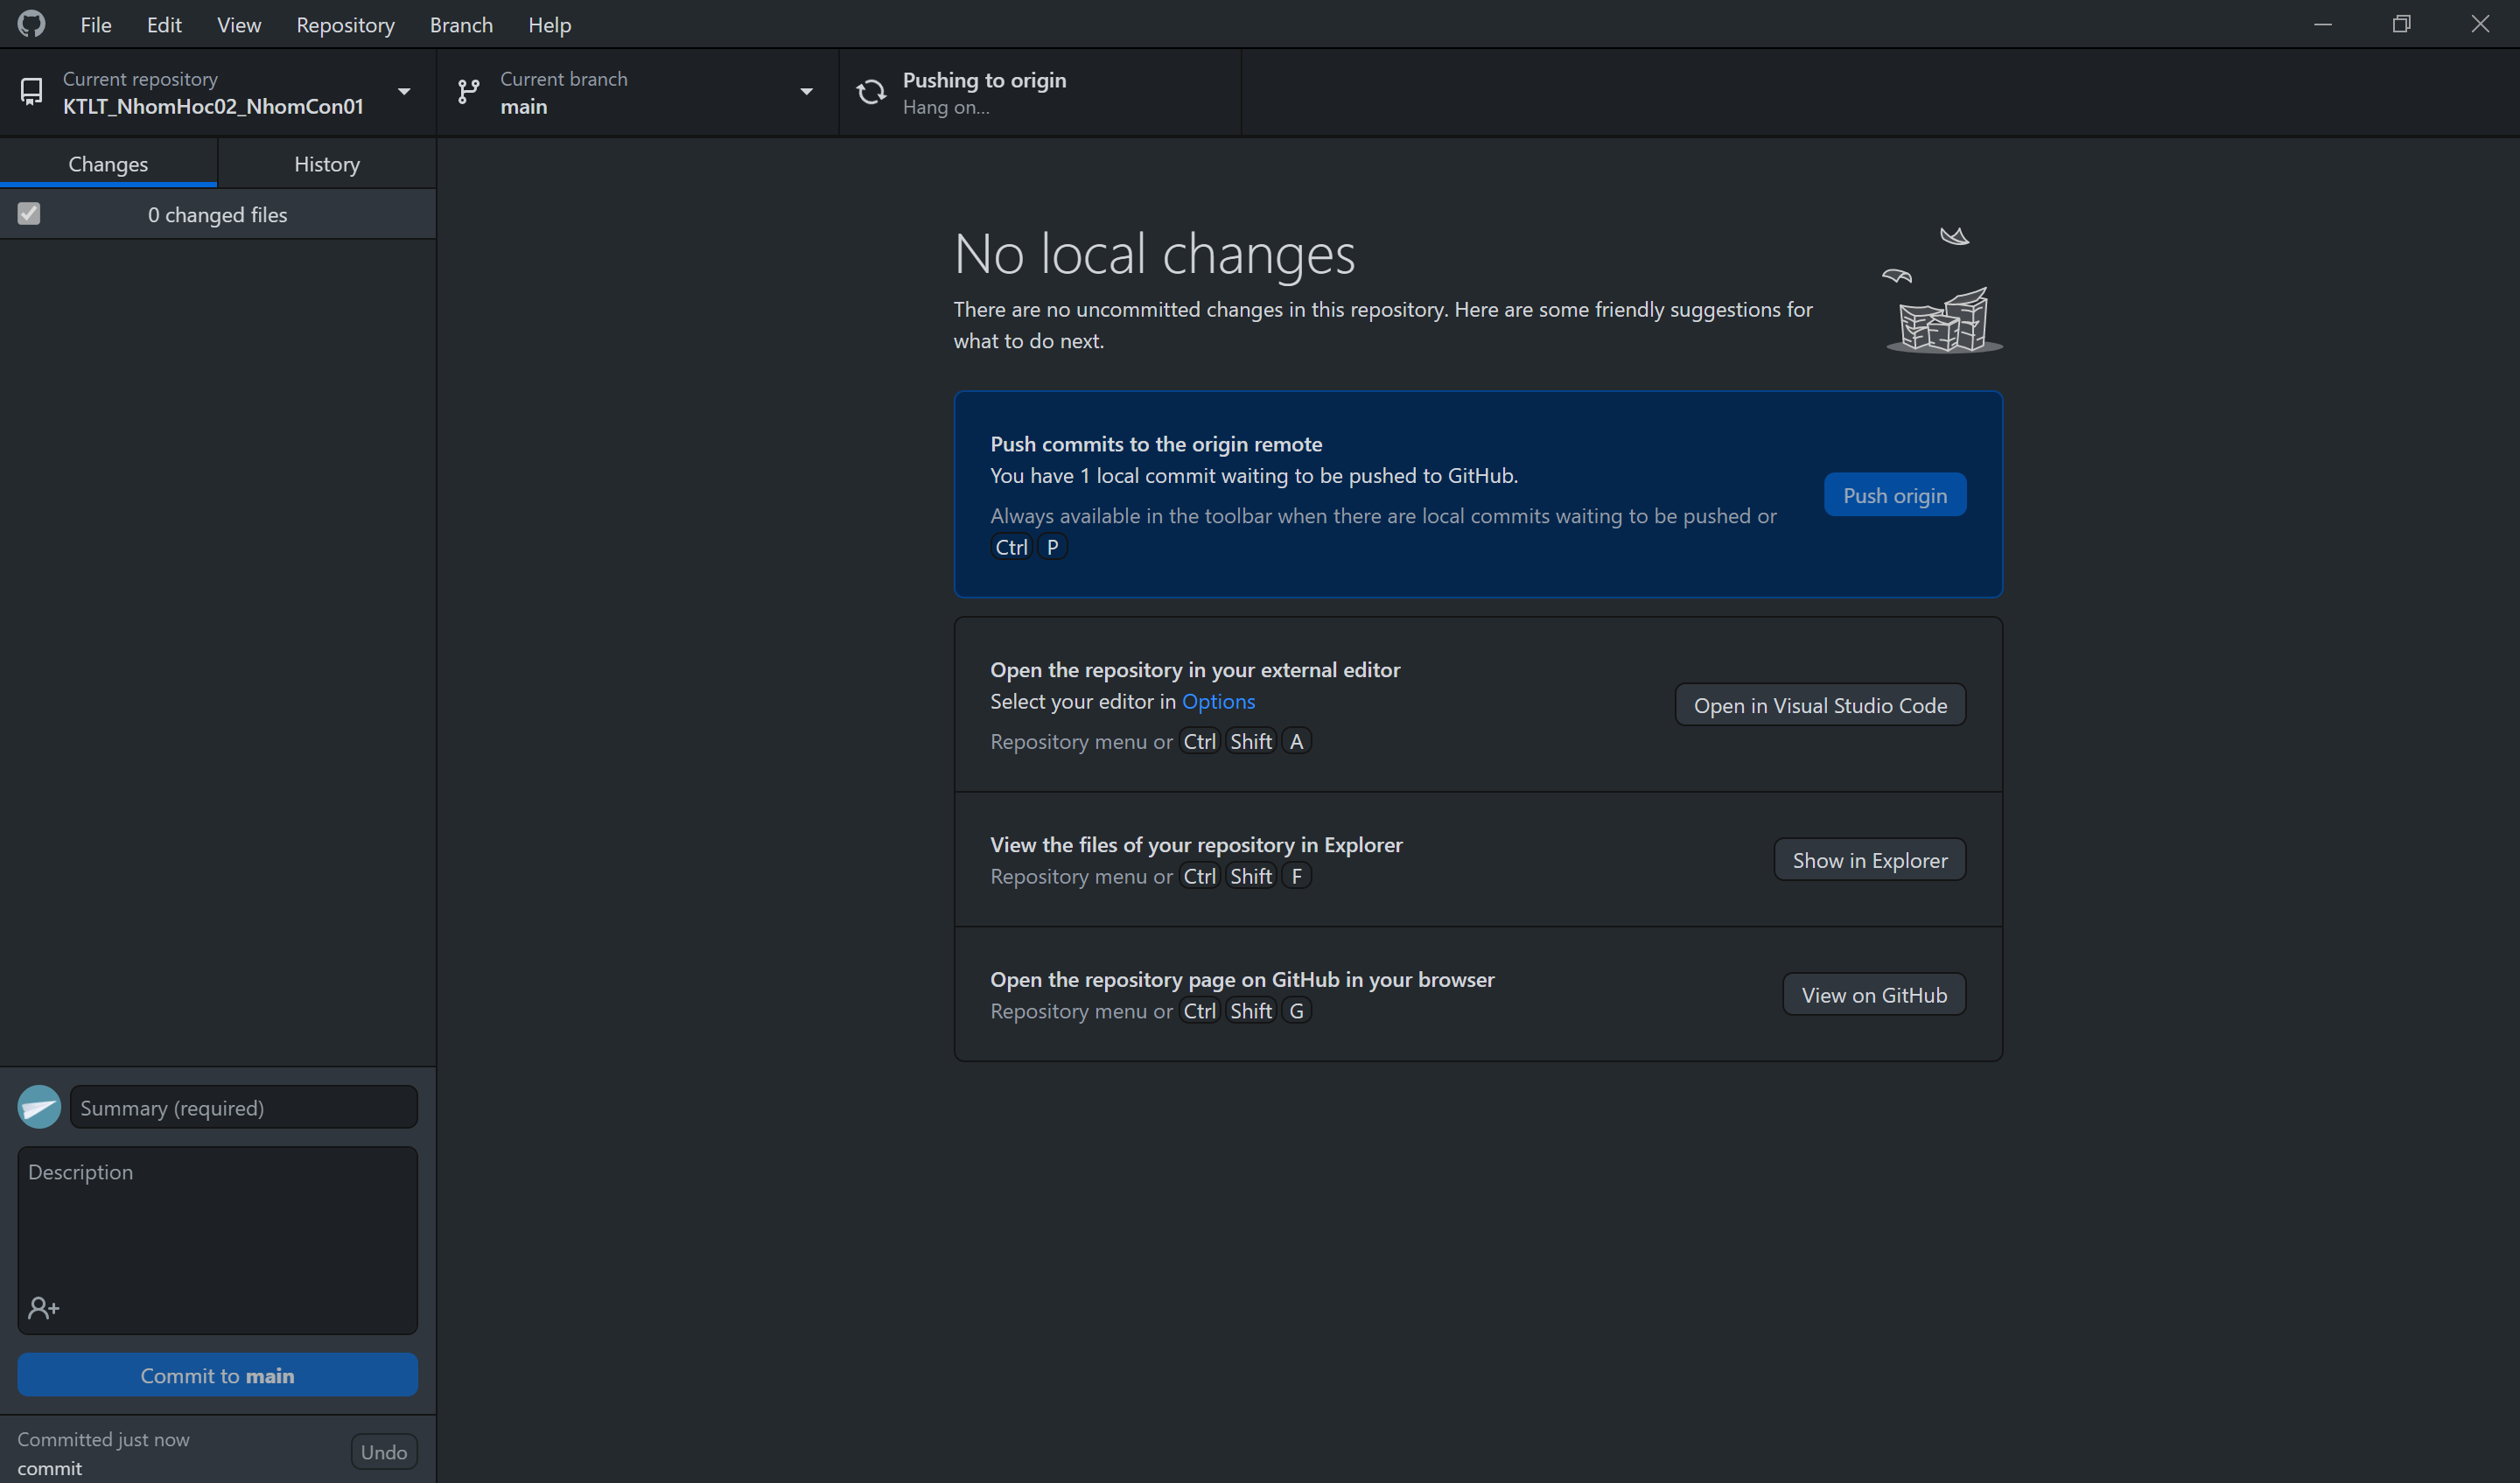 File Edit View Repository Branch Help
Current repository
KTLT_NhomHoc02_NhomCon01
Current branch
main
Pushing to origin
Hang on...
Changes
History
0 changed files
No local changes
There are no uncommitted changes in this repository. Here are some friendly suggestions for
what to do next.
Push commits to the origin remote
You have 1 local commit waiting to be pushed to GitHub.
Always available in the toolbar when there are local commits waiting to be pushed or
Ctrl P
Push origin
Open the repository in your external editor
Select your editor in Options
Repository menu or Ctrl Shift A
Open in Visual Studio Code
View the files of your repository in Explorer
Repository menu or Ctrl Shift F
Show in Explorer
Open the repository page on GitHub in your browser
Repository menu or Ctrl Shift G
View on GitHub
Summary (required)
Description
Commit to main
Committed just now
commit
Undo